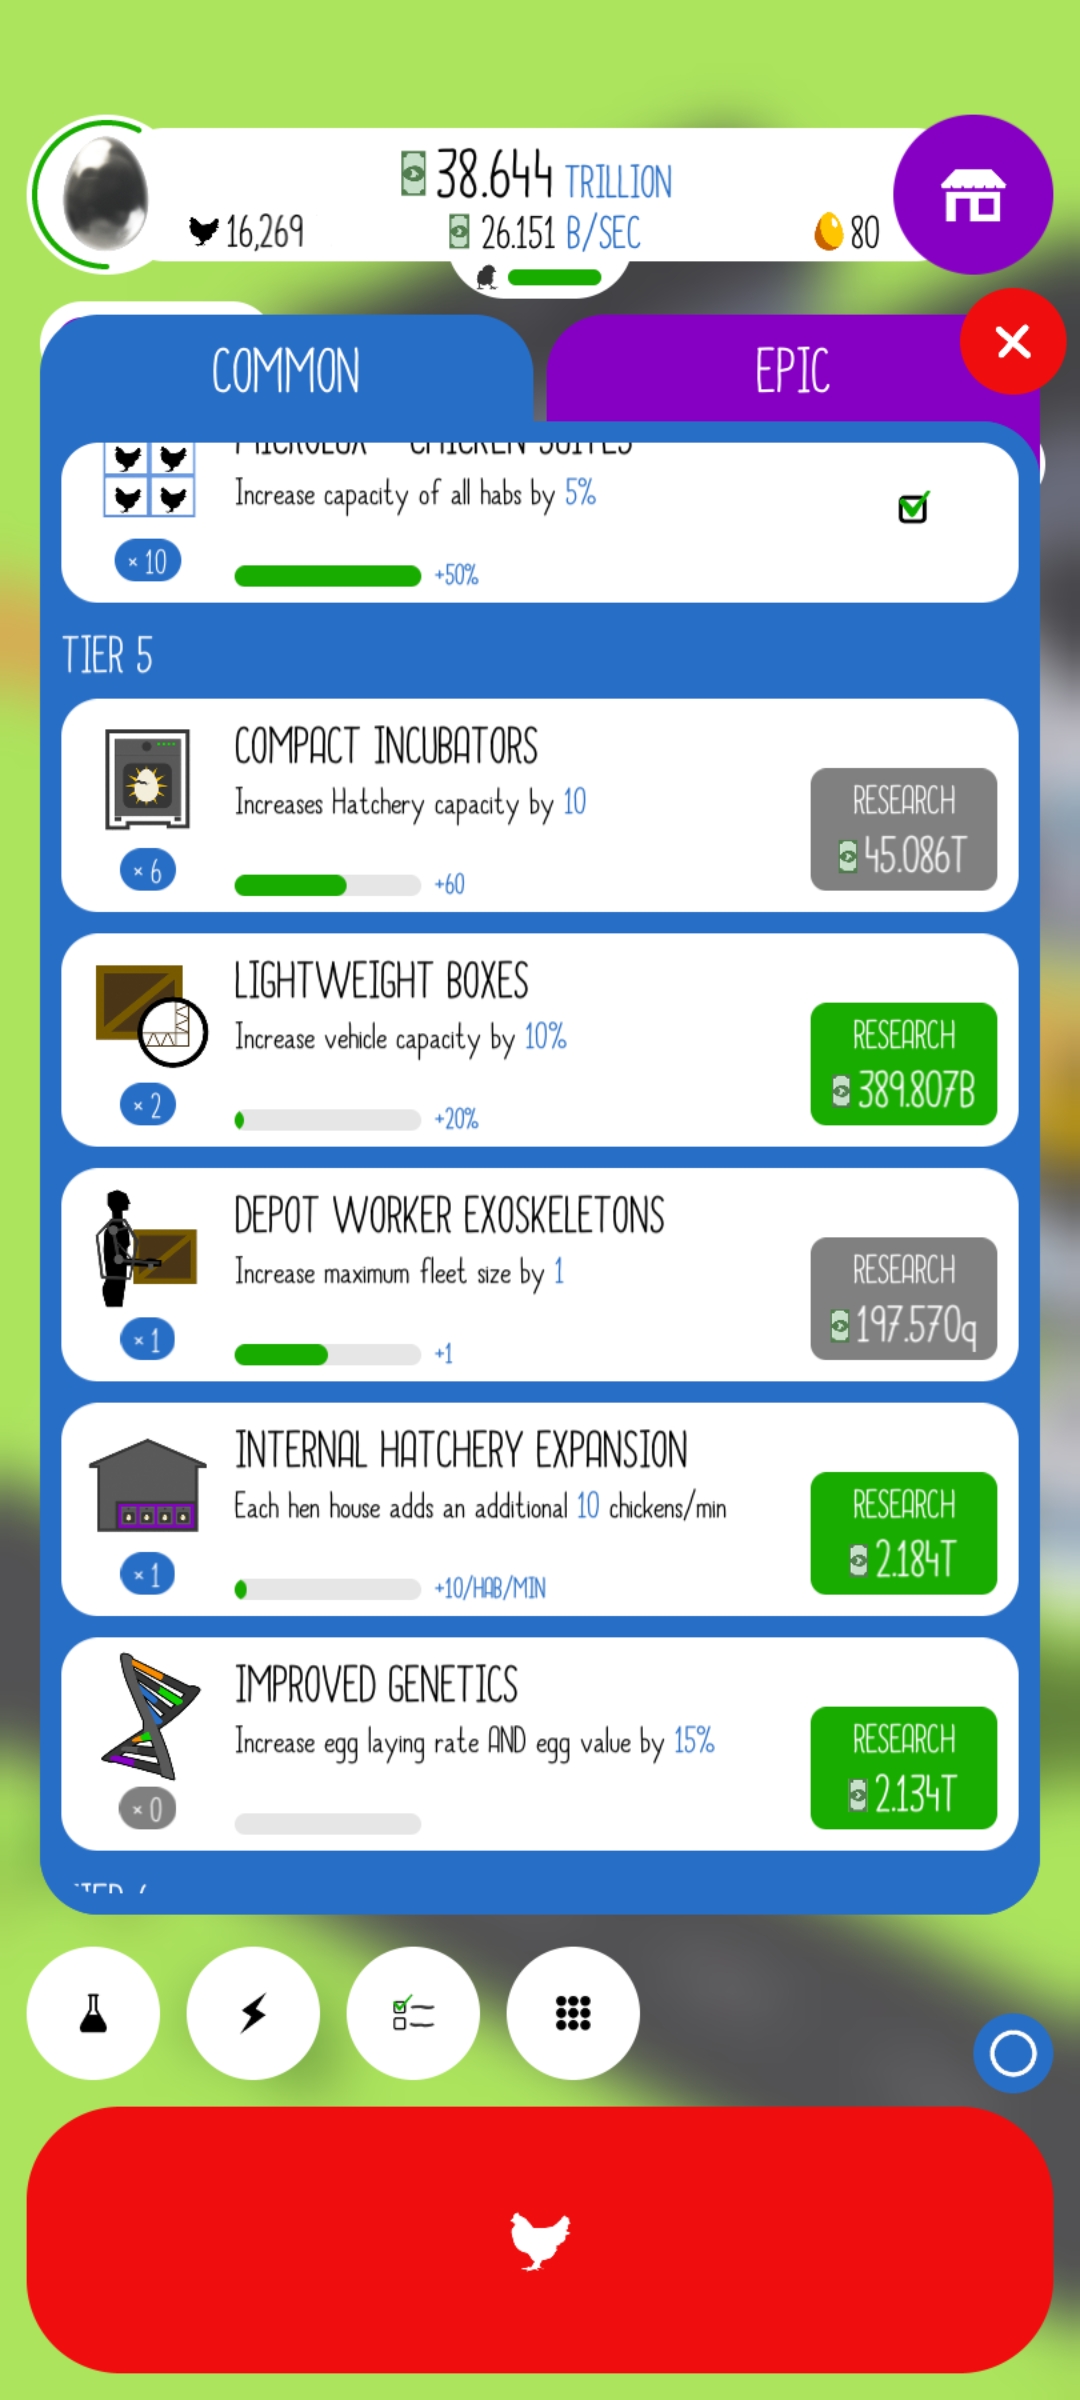 38.644 TRILLION
16,269
26.151 B/SEC
80
COMMON
EPIC
MICROLUX™ CHICKEN SUITES
Increase capacity of all habs by 5%
× 10
+50%
TIER 5
COMPACT INCUBATORS
Increases Hatchery capacity by 10
RESEARCH
45.086T
× 6
+60
LIGHTWEIGHT BOXES
Increase vehicle capacity by 10%
RESEARCH
389.807B
× 2
+20%
DEPOT WORKER EXOSKELETONS
Increase maximum fleet size by 1
RESEARCH
197.570q
× 1
+1
INTERNAL HATCHERY EXPANSION
Each hen house adds an additional 10 chickens/min
RESEARCH
2.184T
× 1
+10/HAB/MIN
IMPROVED GENETICS
Increase egg laying rate AND egg value by 15%
RESEARCH
2.134T
× 0